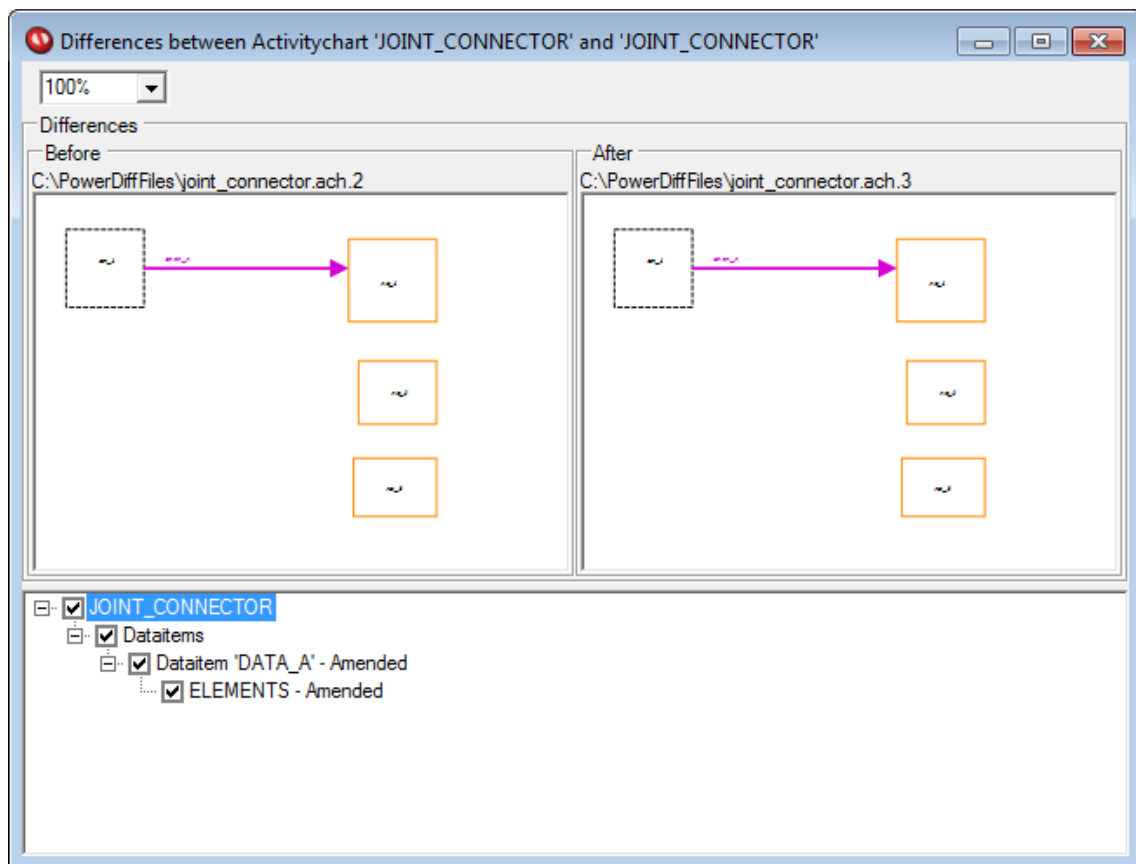 Differences between Activitychart 'JOINT_CONNECTOR' and 'JOINT_CONNECTOR'
100%
Differences
Before
C:\PowerDiffFiles\joint_connector.ach.2
After
C:\PowerDiffFiles\joint_connector.ach.3
JOINT_CONNECTOR
Dataitems
Dataitem 'DATA_A' - Amended
ELEMENTS - Amended